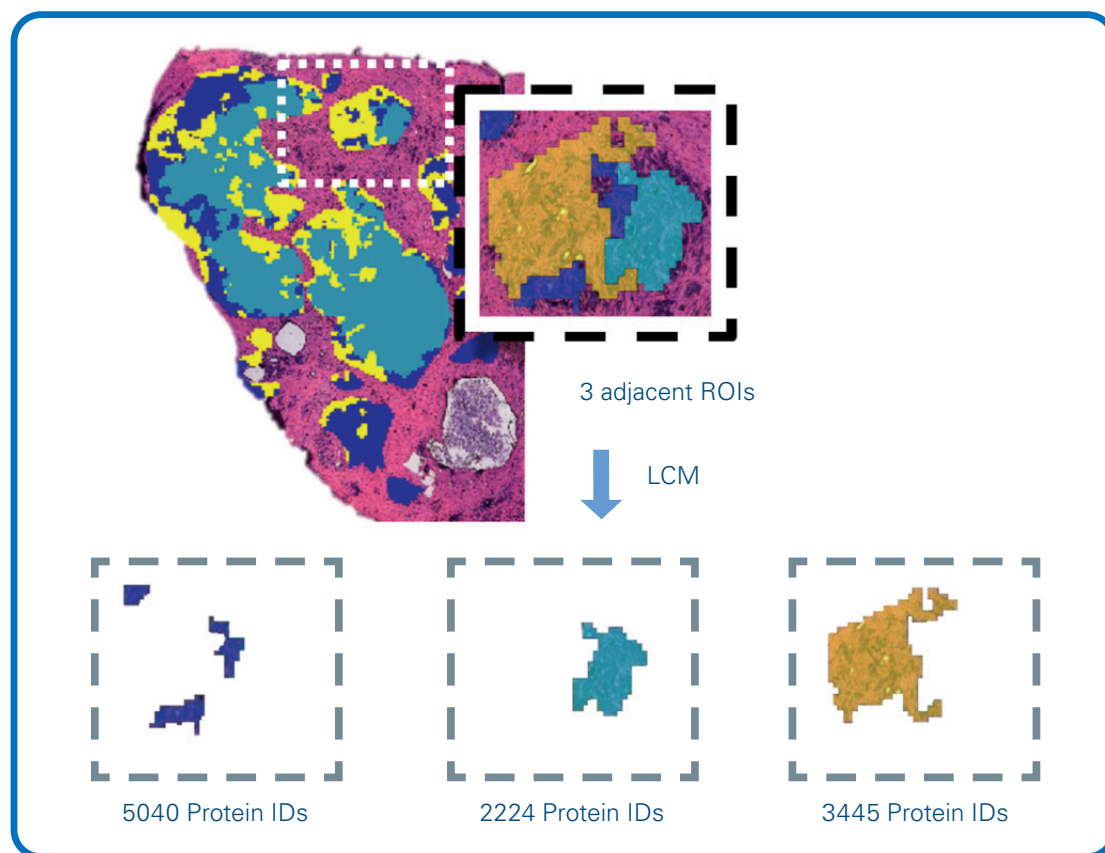 3 adjacent ROIs
LCM
5040 Protein IDs
2224 Protein IDs
3445 Protein IDs